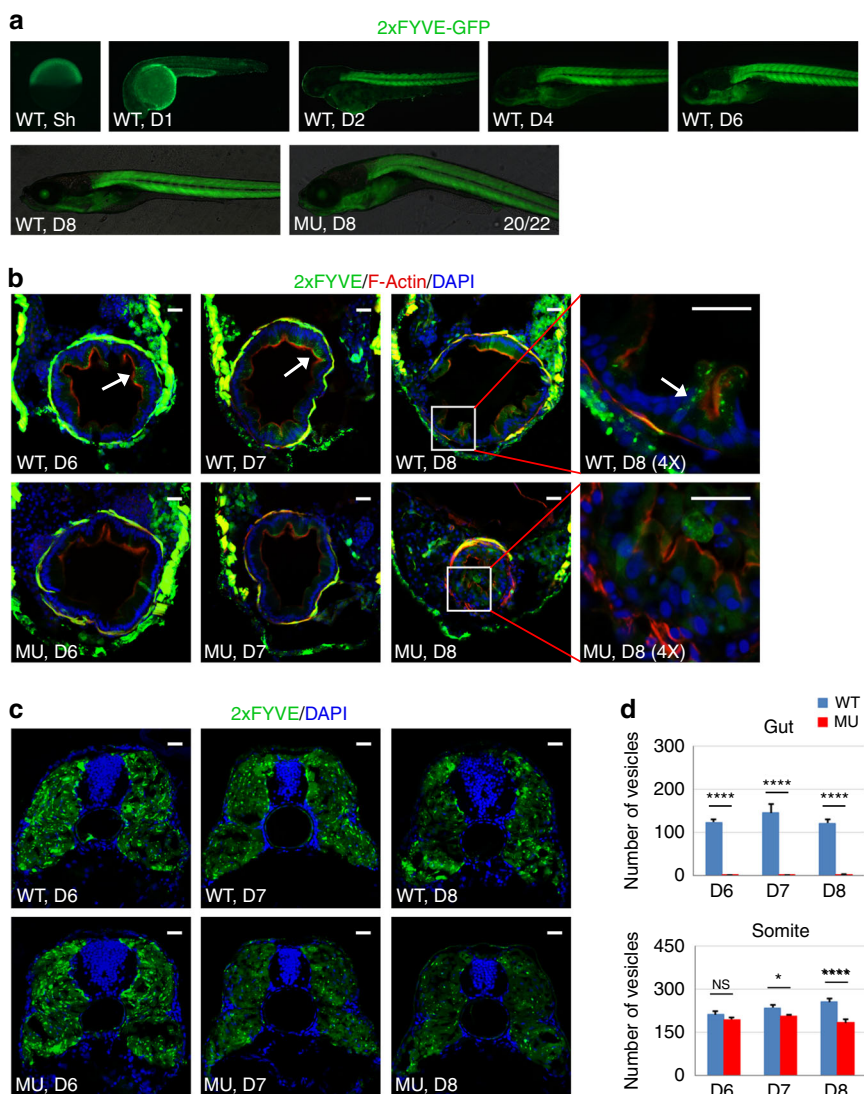 a
2xFYVE-GFP
WT, Sh
WT, D1
WT, D2
WT, D4
WT, D6
WT, D8
MU, D8
20/22
b
2xFYVE/F-Actin/DAPI
WT, D6
WT, D7
WT, D8
WT, D8 (4X)
MU, D6
MU, D7
MU, D8
MU, D8 (4X)
c
2xFYVE/DAPI
WT, D6
WT, D7
WT, D8
MU, D6
MU, D7
MU, D8
d
WT
MU
Gut
Number of vesicles
300
200
100
0
****
****
****
D6
D7
D8
Somite
Number of vesicles
450
300
150
0
NS
*
****
D6
D7
D8